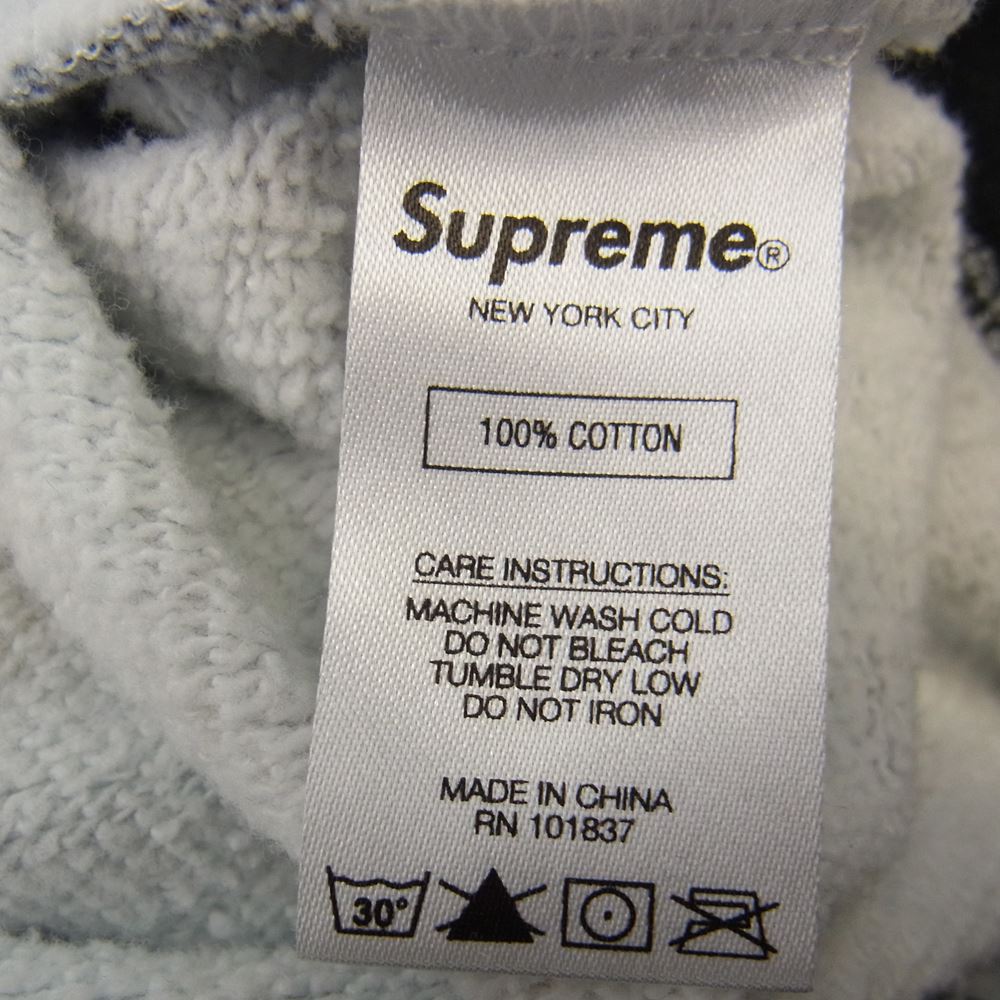 Supreme®
NEW YORK CITY
100% COTTON
CARE INSTRUCTIONS:
MACHINE WASH COLD
DO NOT BLEACH
TUMBLE DRY LOW
DO NOT IRON
MADE IN CHINA
RN 101837
30°